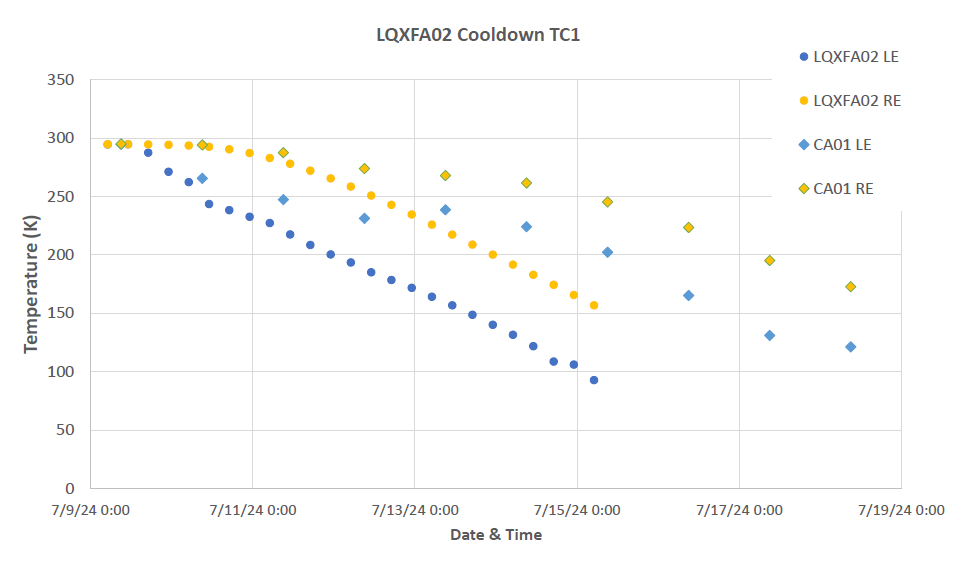 LQXFA02 Cooldown TC1
LQXFA02 LE
LQXFA02 RE
CA01 LE
CA01 RE
350
300
250
200
150
100
50
0
Temperature (K)
7/9/24 0:00
7/11/24 0:00
7/13/24 0:00
7/15/24 0:00
7/17/24 0:00
7/19/24 0:00
Date & Time